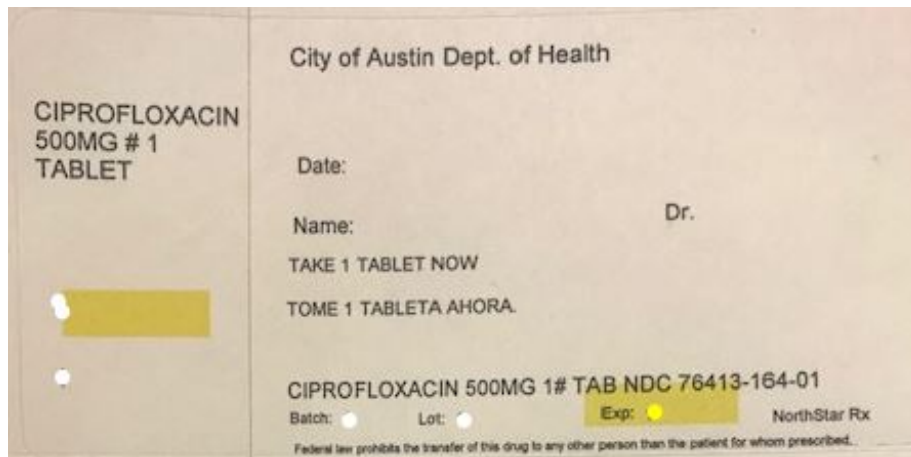 CIPROFLOXACIN
500MG # 1
TABLET
City of Austin Dept. of Health
Date:
Dr.
Name:
TAKE 1 TABLET NOW
TOME 1 TABLETA AHORA.
CIPROFLOXACIN 500MG 1# TAB NDC 76413-164-01
Batch: Lot: Exp: NorthStar Rx
Federal law prohibits the transfer of this drug to any other person than the patient for whom prescribed.